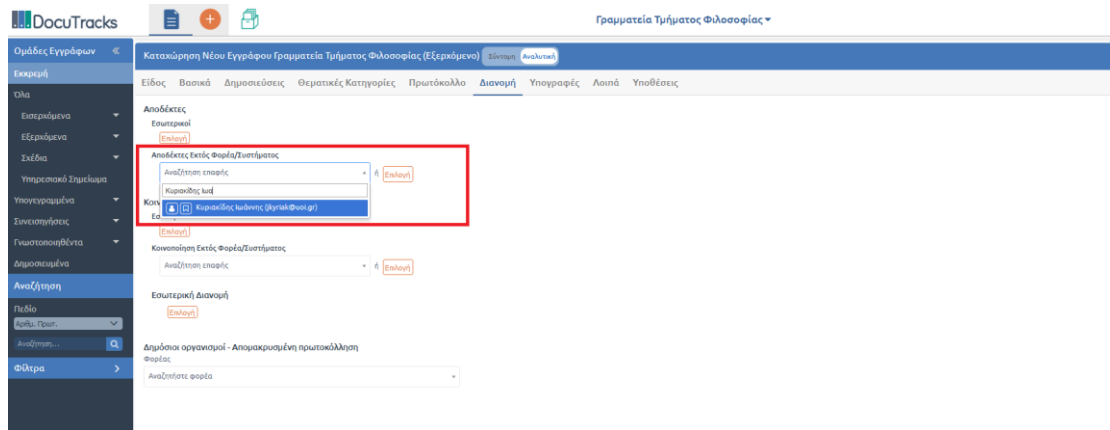 DocuTracks
Γραμματεία Τμήματος Φιλοσοφίας
Ομάδες Εγγράφων
Εκκρεμή
Όλα
Εισερχόμενα
Εξερχόμενα
Σχέδια
Υπηρεσιακό Σημείωμα
Υπογεγραμμένα
Συνεισηγήσεις
Γνωστοποιηθέντα
Δημοσιευμένα
Αναζήτηση
Πεδίο
Αριθμ. Πρωτ.
Αναζήτηση...
Φίλτρα
Καταχώρηση Νέου Εγγράφου Γραμματεία Τμήματος Φιλοσοφίας (Εξερχόμενο) Σύντομη Αναλυτική
Είδος Βασικά Δημοσιεύσεις Θεματικές Κατηγορίες Πρωτόκολλο Διανομή Υπογραφές Λοιπά Υποθέσεις
Αποδέκτες
Εσωτερικοί
Επιλογή
Αποδέκτες Εκτός Φορέα/Συστήματος
Αναζήτηση επαφής ή Επιλογή
Κυριακίδης Ιωα
Κοιν
Κυριακίδης Ιωάννης (jkyriak@uoi.gr)
Εσ
Επιλογή
Κοινοποίηση Εκτός Φορέα/Συστήματος
Αναζήτηση επαφής ή Επιλογή
Εσωτερική Διανομή
Επιλογή
Δημόσιοι οργανισμοί - Απομακρυσμένη πρωτοκόλληση
Φορέας
Αναζητήστε φορέα